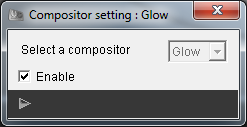 Compositor setting : Glow
Select a compositor Glow
Enable